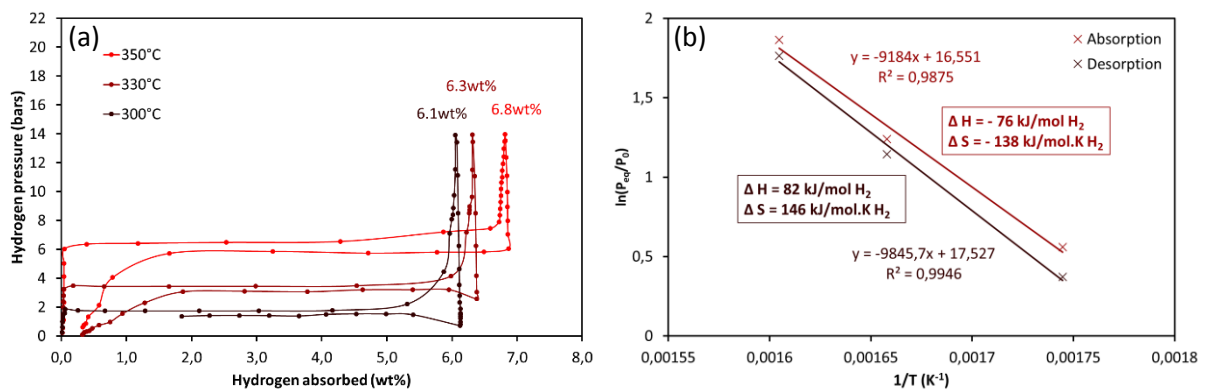 (a)
22
20
18
16
14
12
10
8
6
4
2
0
Hydrogen pressure (bars)
350°C
330°C
300°C
6.3wt%
6.1wt%
6.8wt%
0,0 1,0 2,0 3,0 4,0 5,0 6,0 7,0 8,0
Hydrogen absorbed (wt%)
(b)
2
1,5
1
0,5
0
ln(Peq/P0)
Absorption
Desorption
y = -9184x + 16,551
R² = 0,9875
Δ H = - 76 kJ/mol H2
Δ S = - 138 kJ/mol.K H2
Δ H = 82 kJ/mol H2
Δ S = 146 kJ/mol.K H2
y = -9845,7x + 17,527
R² = 0,9946
0,00155 0,0016 0,00165 0,0017 0,00175 0,0018
1/T (K⁻¹)